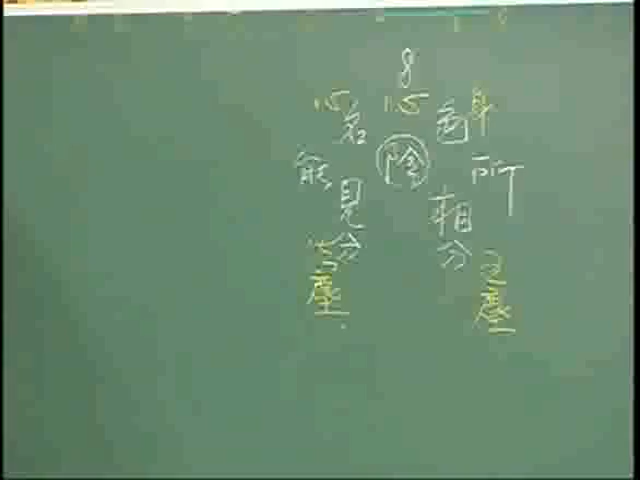 8
心 心 身
名 色
陰
能 所
見分 相分
塵 塵